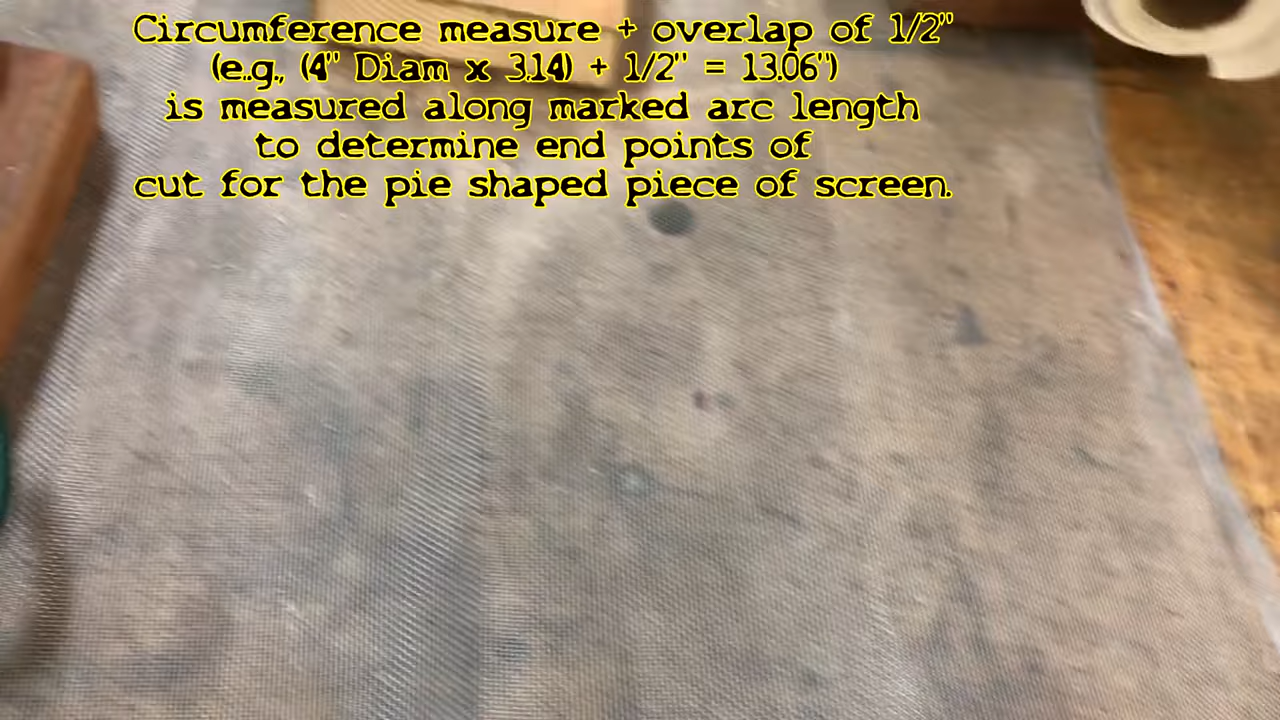 Circumference measure + overlap of 1/2"
(e.g., (4" Diam x 3.14) + 1/2" = 13.06")
is measured along marked arc length
to determine end points of
cut for the pie shaped piece of screen.